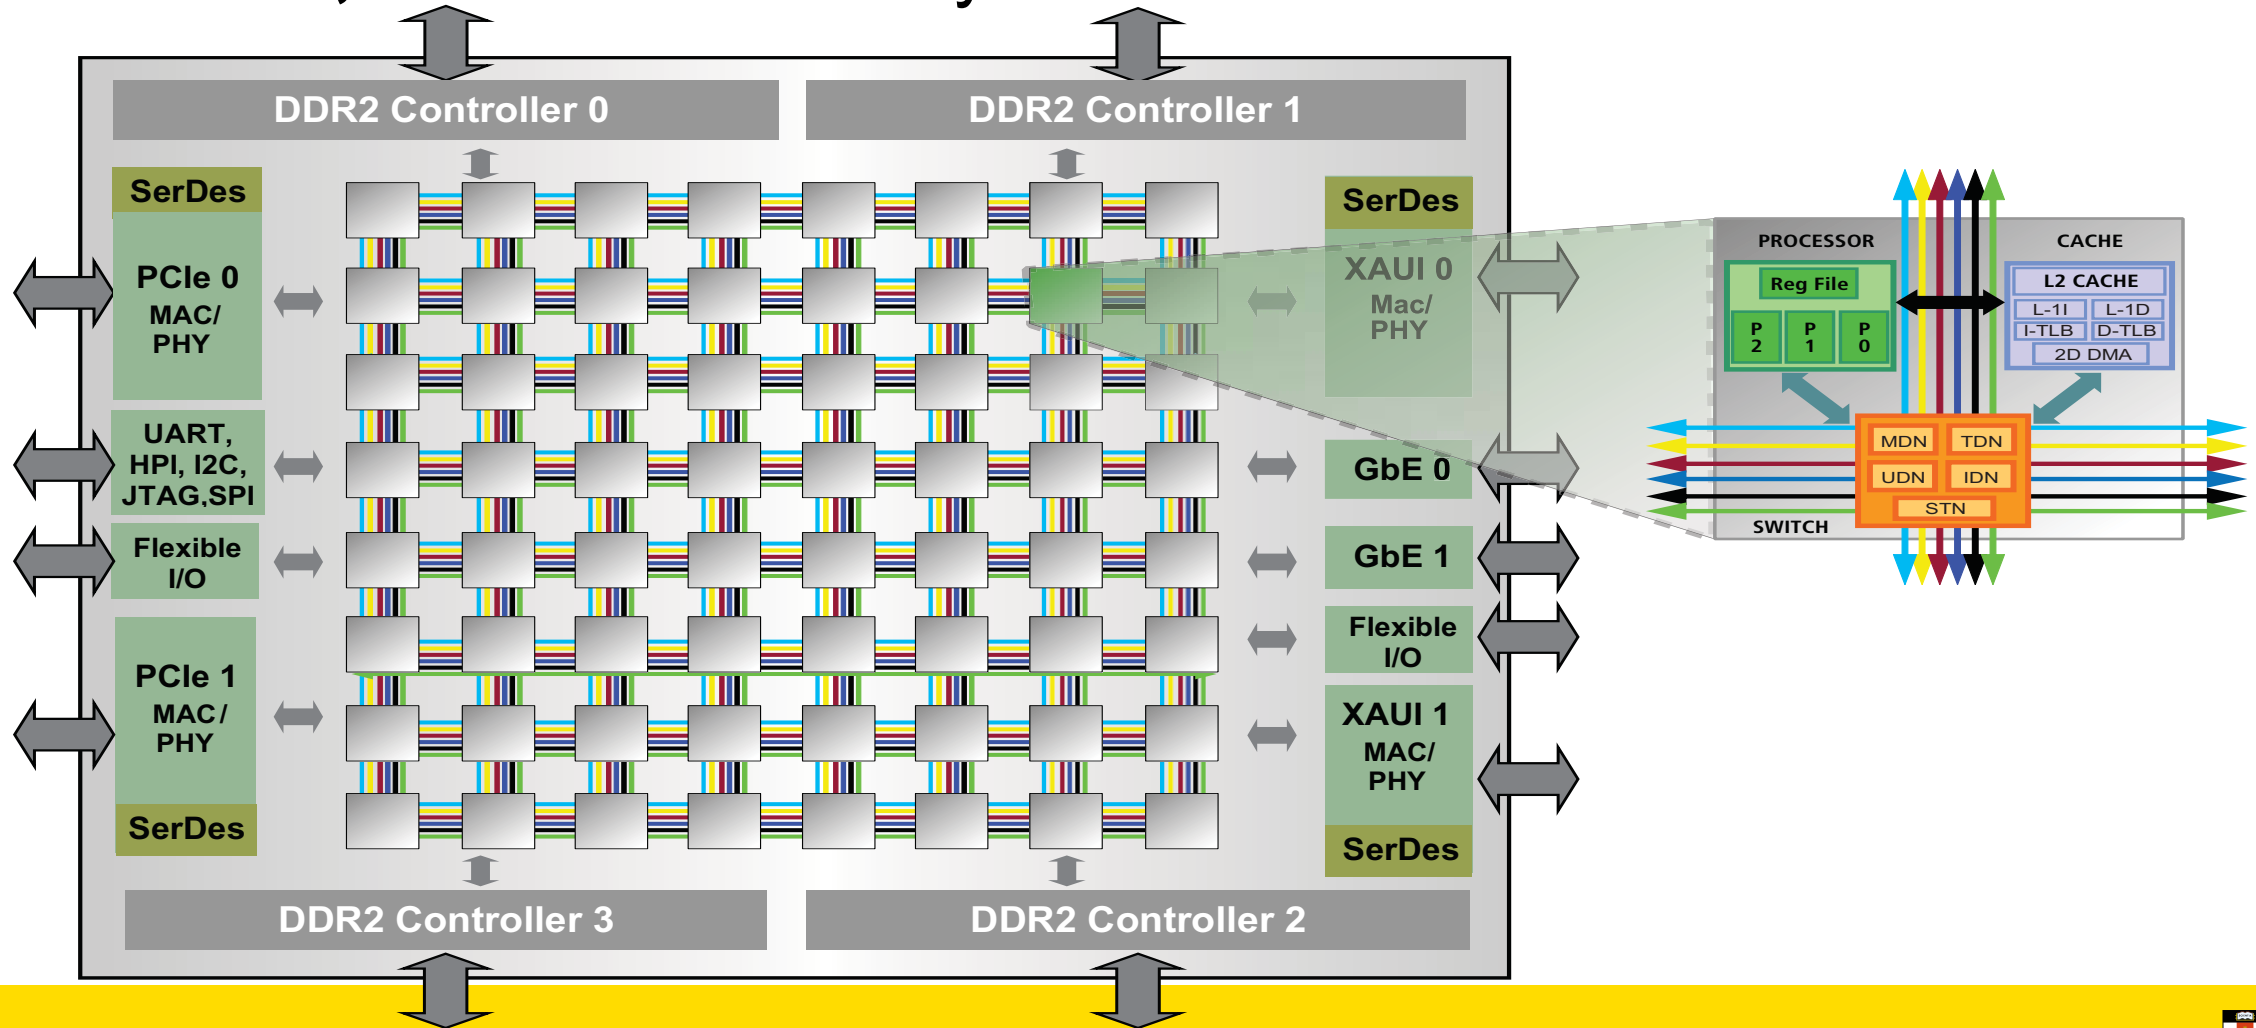 DDR2 Controller 0
DDR2 Controller 1
SerDes
PCIe 0
MAC/
PHY
UART,
HPI, I2C,
JTAG,SPI
Flexible
I/O
PCIe 1
MAC/
PHY
SerDes
SerDes
XAUI 0
Mac/
PHY
GbE 0
GbE 1
Flexible
I/O
XAUI 1
MAC/
PHY
SerDes
DDR2 Controller 3
DDR2 Controller 2
PROCESSOR
CACHE
Reg File
P
2
P
1
P
0
L2 CACHE
L-1I
L-1D
I-TLB
D-TLB
2D DMA
MDN
TDN
UDN
IDN
STN
SWITCH